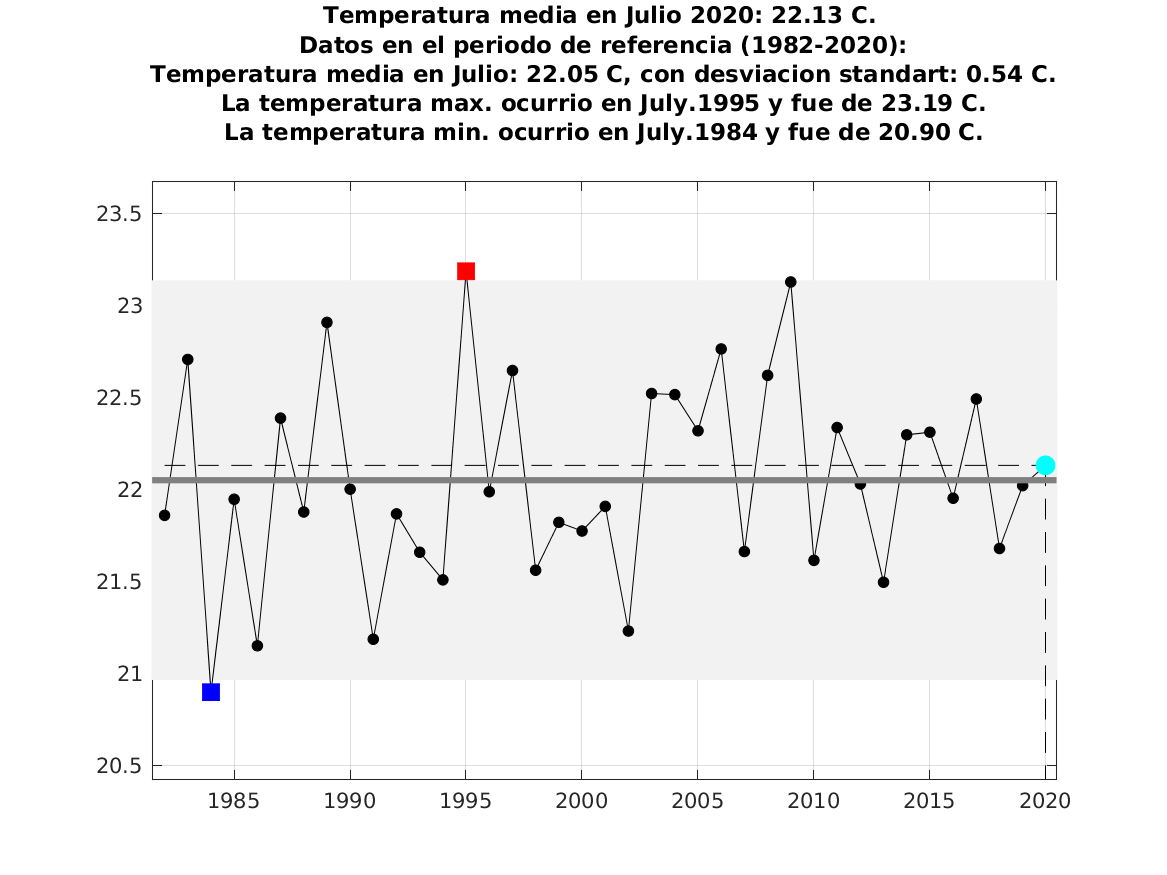 Temperatura media en Julio 2020: 22.13 C.
Datos en el periodo de referencia (1982-2020):
Temperatura media en Julio: 22.05 C, con desviacion standart: 0.54 C.
La temperatura max. ocurrio en July.1995 y fue de 23.19 C.
La temperatura min. ocurrio en July.1984 y fue de 20.90 C.
23.5
23
22.5
22
21.5
21
20.5
1985 1990 1995 2000 2005 2010 2015 2020